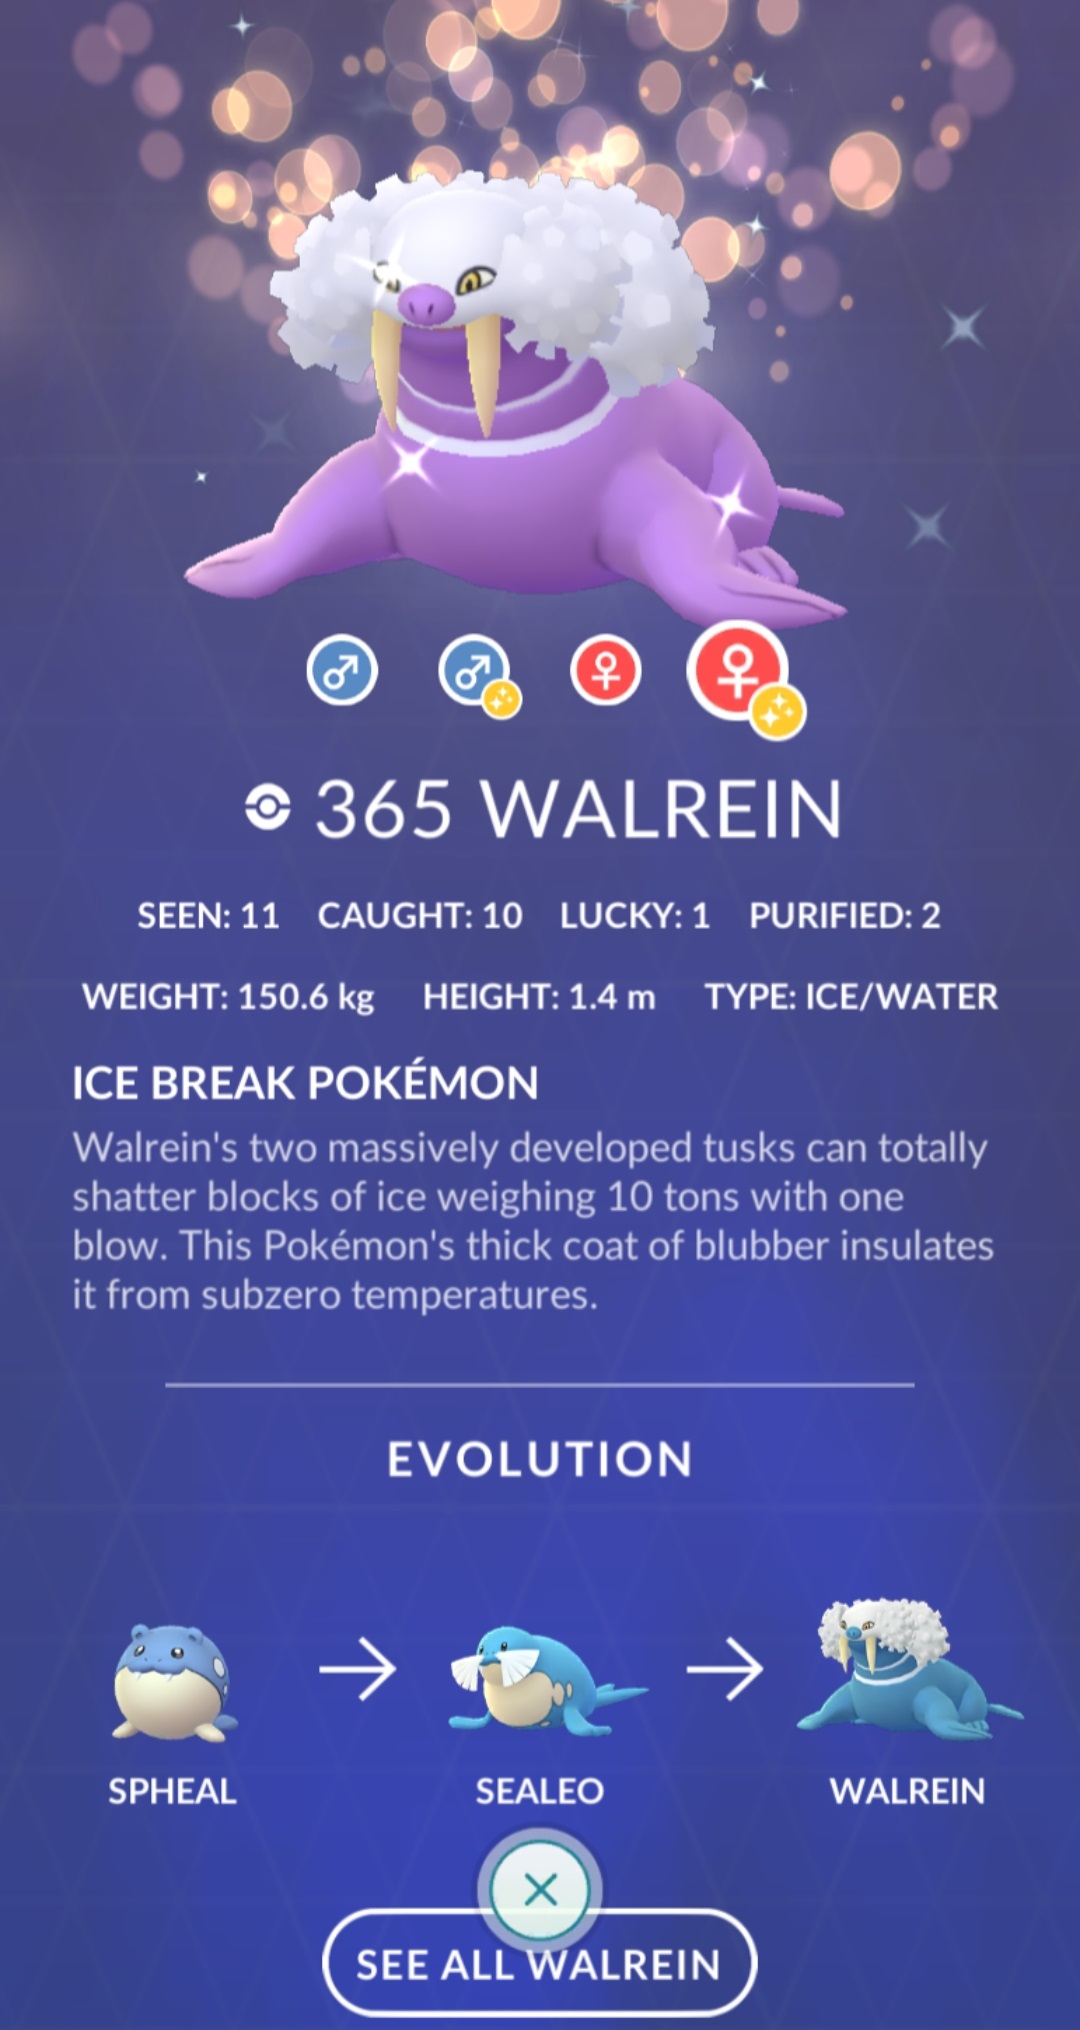 365 WALREIN
SEEN: 11 CAUGHT: 10 LUCKY: 1 PURIFIED: 2
WEIGHT: 150.6 kg HEIGHT: 1.4 m TYPE: ICE/WATER
ICE BREAK POKÉMON
Walrein's two massively developed tusks can totally
shatter blocks of ice weighing 10 tons with one
blow. This Pokémon's thick coat of blubber insulates
it from subzero temperatures.
EVOLUTION
SPHEAL SEALEO WALREIN
SEE ALL WALREIN